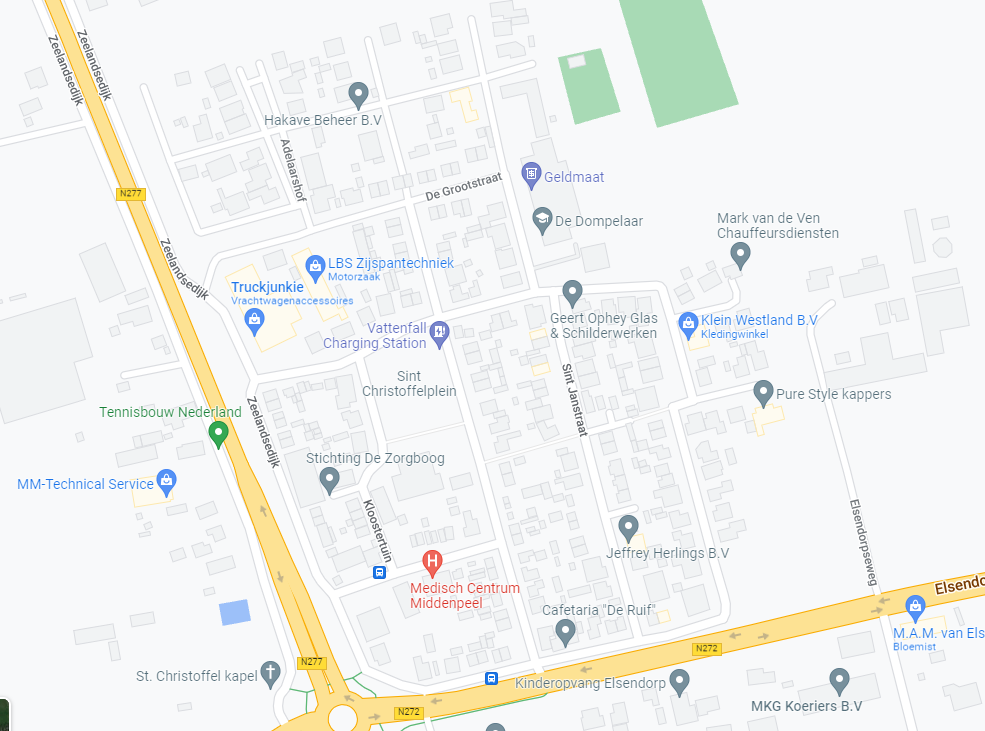 Zeelandsedijk
Zeelandsedijk
Hakave Beheer B.V
Adelaarshof
De Grootstraat
Geldmaat
N277
De Dompelaar
Mark van de Ven
Chauffeursdiensten
Zeelandsedijk
LBS Zijspantechniek
Motorzaak
Truckjunkie
Vrachtwagenaccessoires
Geert Ophey Glas
& Schilderwerken
Klein Westland B.V
Kledingwinkel
Vattenfall
Charging Station
Sint
Christoffelplein
Sint Janstraat
Pure Style kappers
Tennisbouw Nederland
Zeelandsedijk
Stichting De Zorgboog
MM-Technical Service
Kloostertuin
Elsendorpseweg
Jeffrey Herlings B.V
H
Medisch Centrum
Middenpeel
Elsendo
Cafetaria "De Ruif"
M.A.M. van Els
Bloemist
N272
N277
St. Christoffel kapel
Kinderopvang Elsendorp
MKG Koeriers B.V
N272